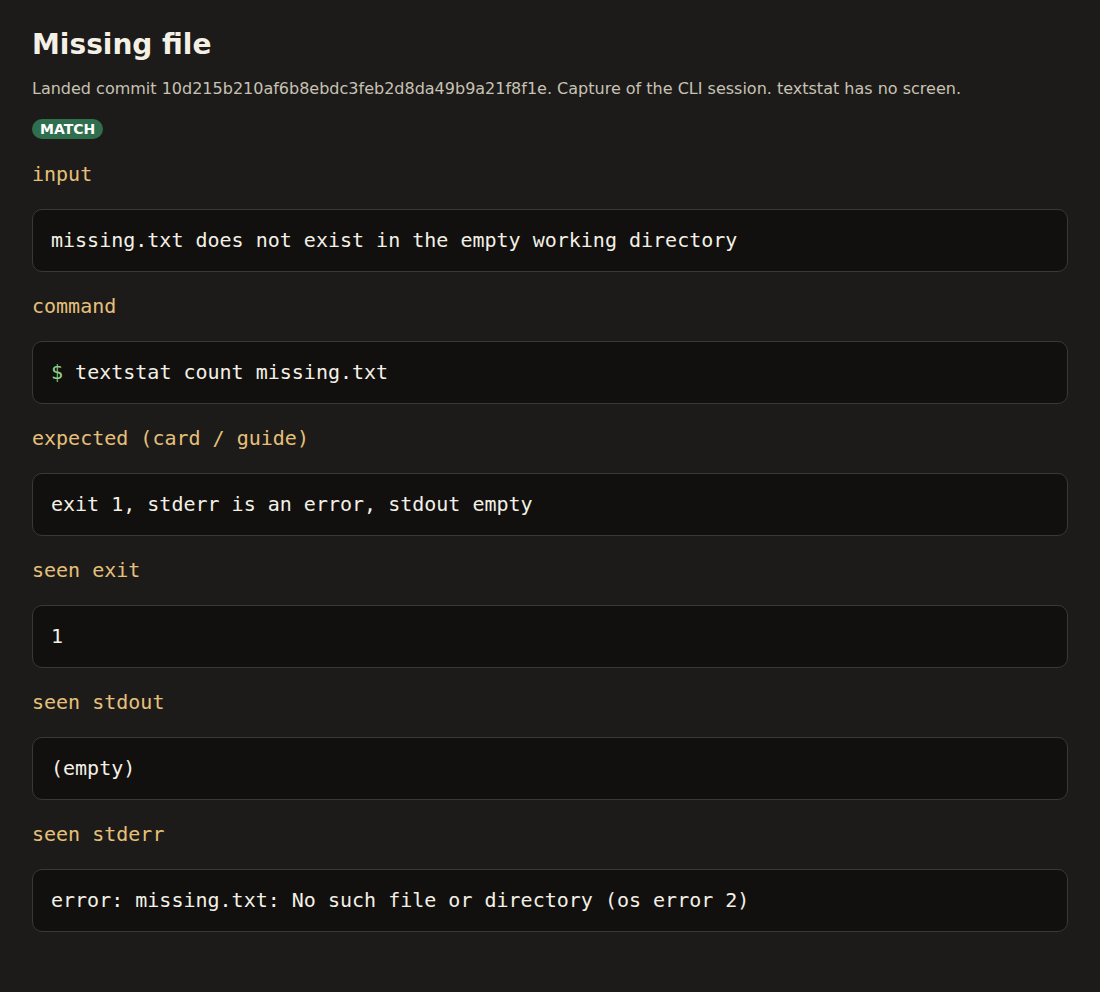 Missing file
Landed commit 10d215b210af6b8ebdc3feb2d8da49b9a21f8f1e. Capture of the CLI session. textstat has no screen.
MATCH
input
missing.txt does not exist in the empty working directory
command
$ textstat count missing.txt
expected (card / guide)
exit 1, stderr is an error, stdout empty
seen exit
1
seen stdout
(empty)
seen stderr
error: missing.txt: No such file or directory (os error 2)